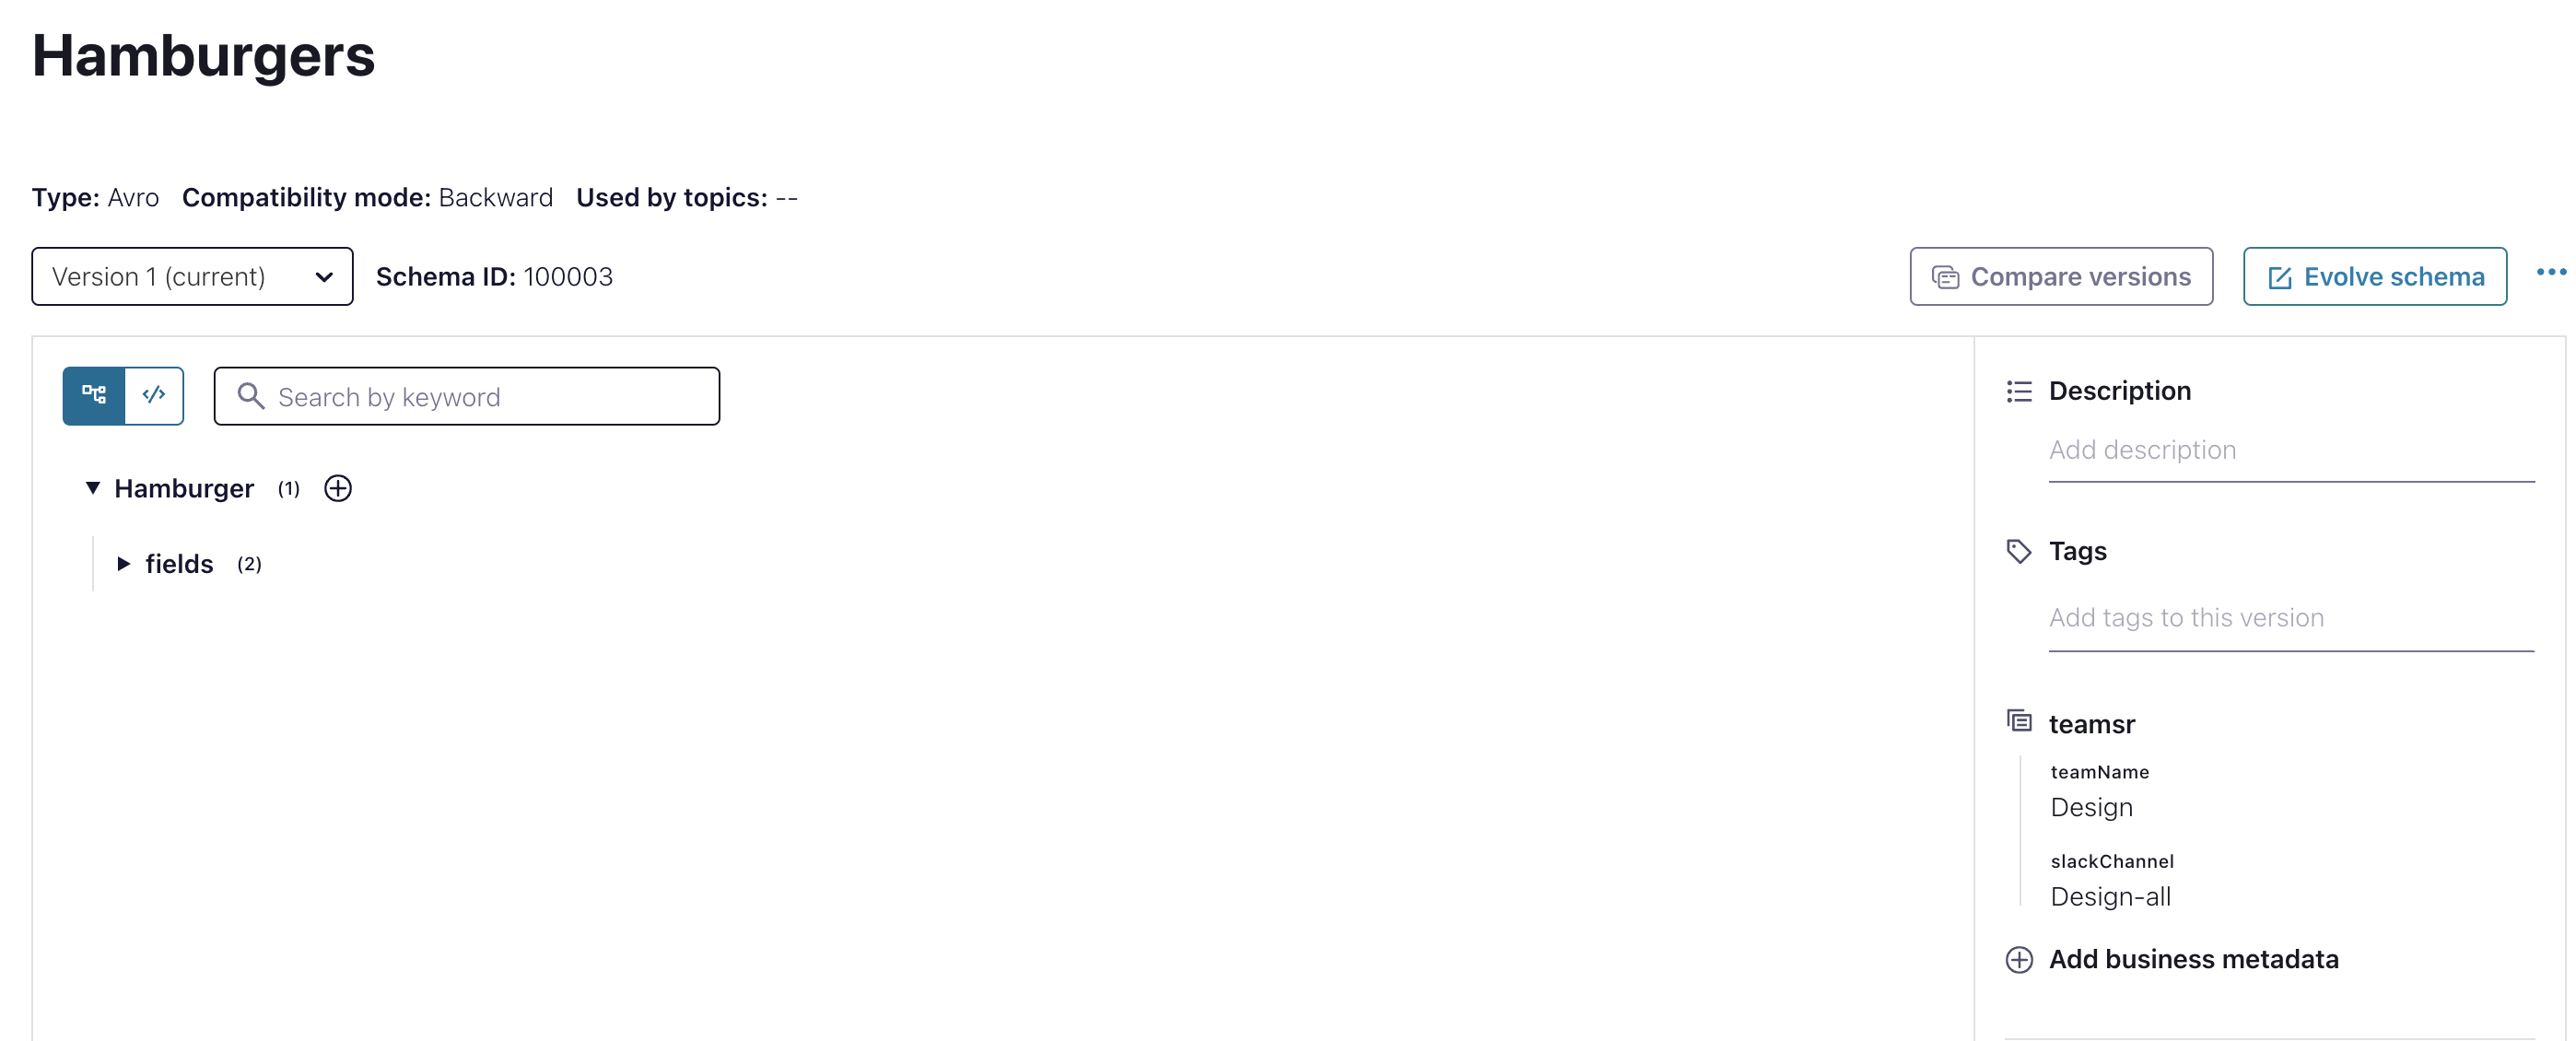 Hamburgers
Type: Avro Compatibility mode: Backward Used by topics: --
Version 1 (current) Schema ID: 100003 Compare versions Evolve schema
</> Search by keyword
Hamburger (1)
fields (2)
Description
Add description
Tags
Add tags to this version
teamsr
teamName
Design
slackChannel
Design-all
Add business metadata